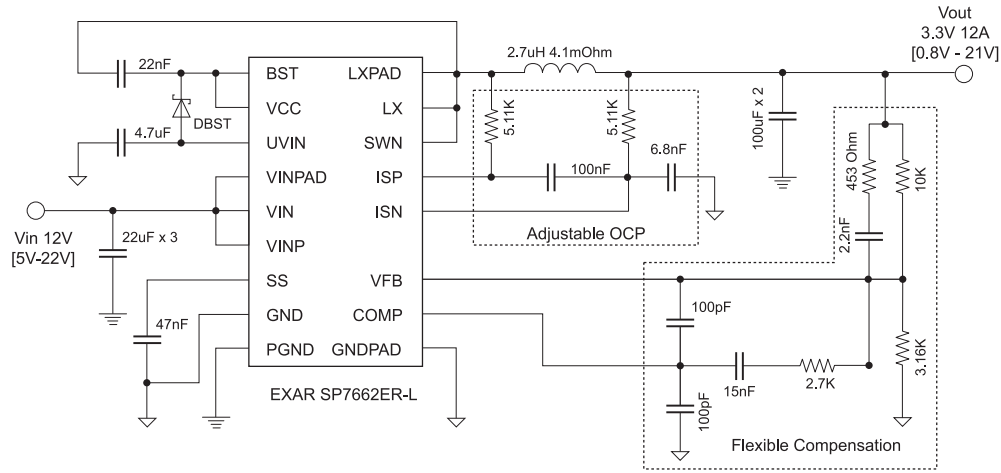 Vout
3.3V 12A
[0.8V - 21V]
2.7uH 4.1mOhm
22nF
BST
LXPAD
VCC
LX
DBST
5.11K
5.11K
100uF x 2
4.7uF
UVIN
SWN
6.8nF
453 Ohm
10K
VINPAD
ISP
100nF
VIN
ISN
Adjustable OCP
2.2nF
Vin 12V
[5V-22V]
22uF x 3
VINP
SS
VFB
47nF
GND
COMP
100pF
PGND
GNDPAD
15nF
2.7K
3.16K
EXAR SP7662ER-L
100pF
Flexible Compensation